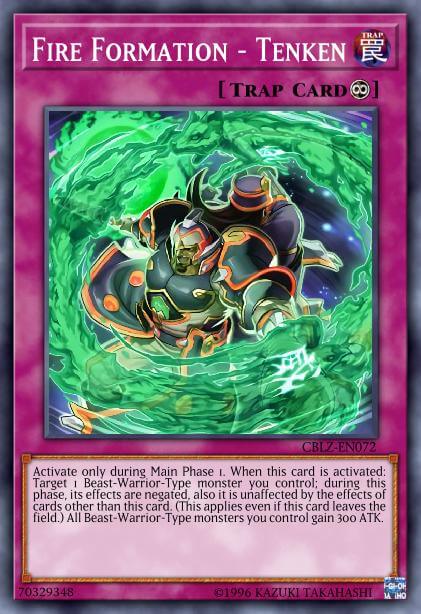 FIRE FORMATION - TENKEN
TRAP
罠
[TRAP CARD]
CBLZ-EN072
Activate only during Main Phase 1. When this card is activated:
Target 1 Beast-Warrior-Type monster you control; during this
phase, its effects are negated, also it is unaffected by the effects of
cards other than this card. (This applies even if this card leaves the
field.) All Beast-Warrior-Type monsters you control gain 300 ATK.
70329348
©1996 KAZUKI TAKAHASHI